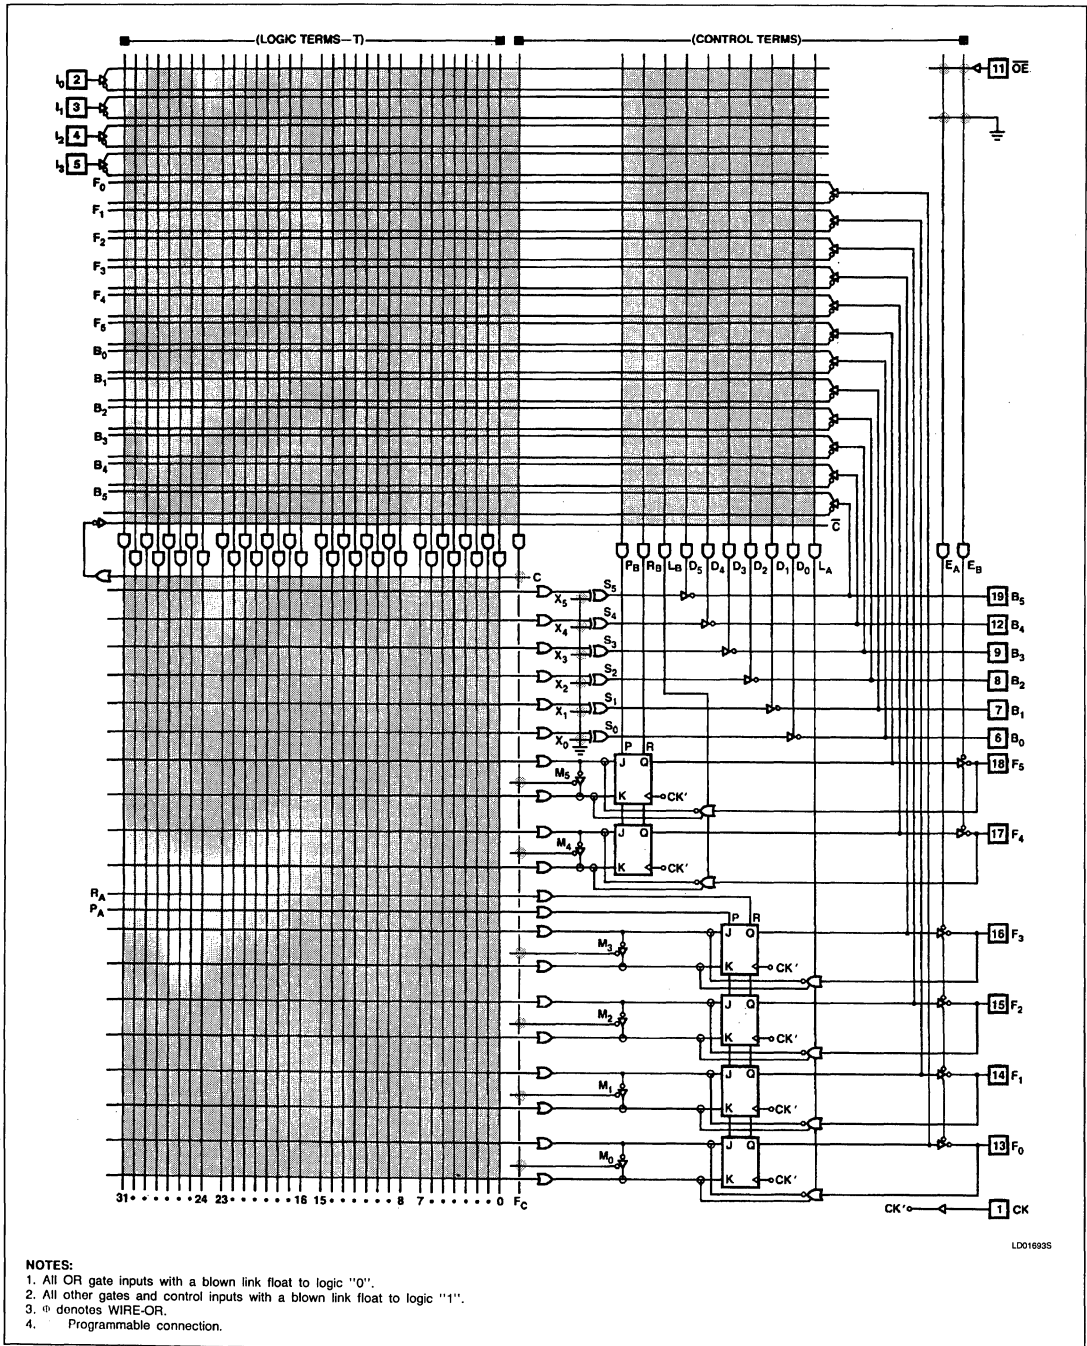 (LOGIC TERMS—T) (CONTROL TERMS)
I0 2 11 OE
I1 3
I2 4
I3 5
F0
F1
F2
F3
F4
F5
B0
B1
B2
B3
B4
B5
C
PB RB LB D5 D4 D3 D2 D1 D0 LA EA EB
C
X5 S5 19 B5
X4 S4 12 B4
X3 S3 9 B3
X2 S2 8 B2
X1 S1 7 B1
X0 S0 6 B0
P R
J Q 18 F5
M5
K CK'
J Q 17 F4
M4
K CK'
RA
PA
P R
J Q 16 F3
M3
K CK'
J Q 15 F2
M2
K CK'
J Q 14 F1
M1
K CK'
J Q 13 F0
M0
K CK'
31 24 23 16 15 8 7 0 FC
CK' 1 CK
LD01693S
NOTES:
1. All OR gate inputs with a blown link float to logic "0".
2. All other gates and control inputs with a blown link float to logic "1".
3. ⌽ denotes WIRE-OR.
4. Programmable connection.